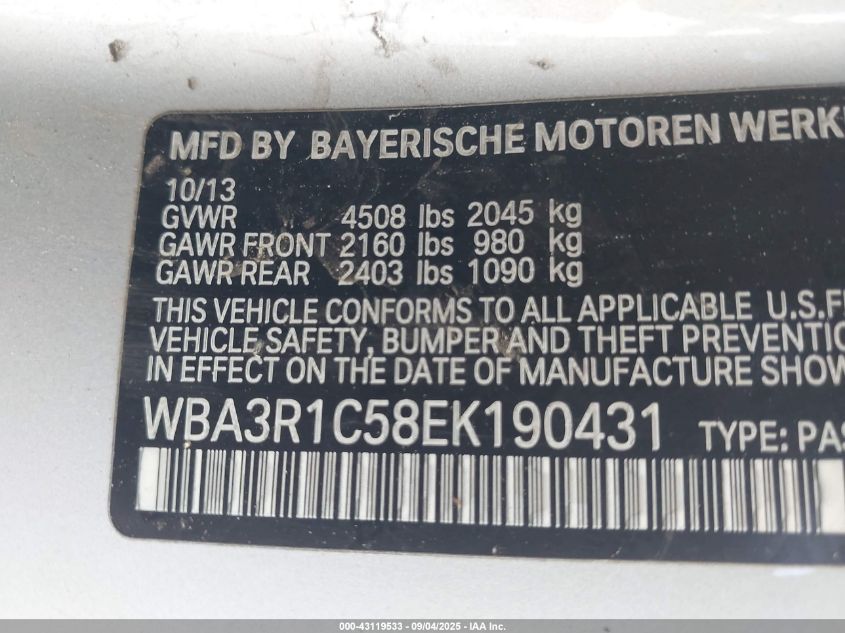 MFD BY BAYERISCHE MOTOREN WERK
10/13
GVWR 4508 lbs 2045 kg
GAWR FRONT 2160 lbs 980 kg
GAWR REAR 2403 lbs 1090 kg
THIS VEHICLE CONFORMS TO ALL APPLICABLE U.S.F
VEHICLE SAFETY, BUMPER AND THEFT PREVENTIO
IN EFFECT ON THE DATE OF MANUFACTURE SHOW
WBA3R1C58EK190431 TYPE: PAS
000-43119533 - 09/04/2025 - IAA Inc.